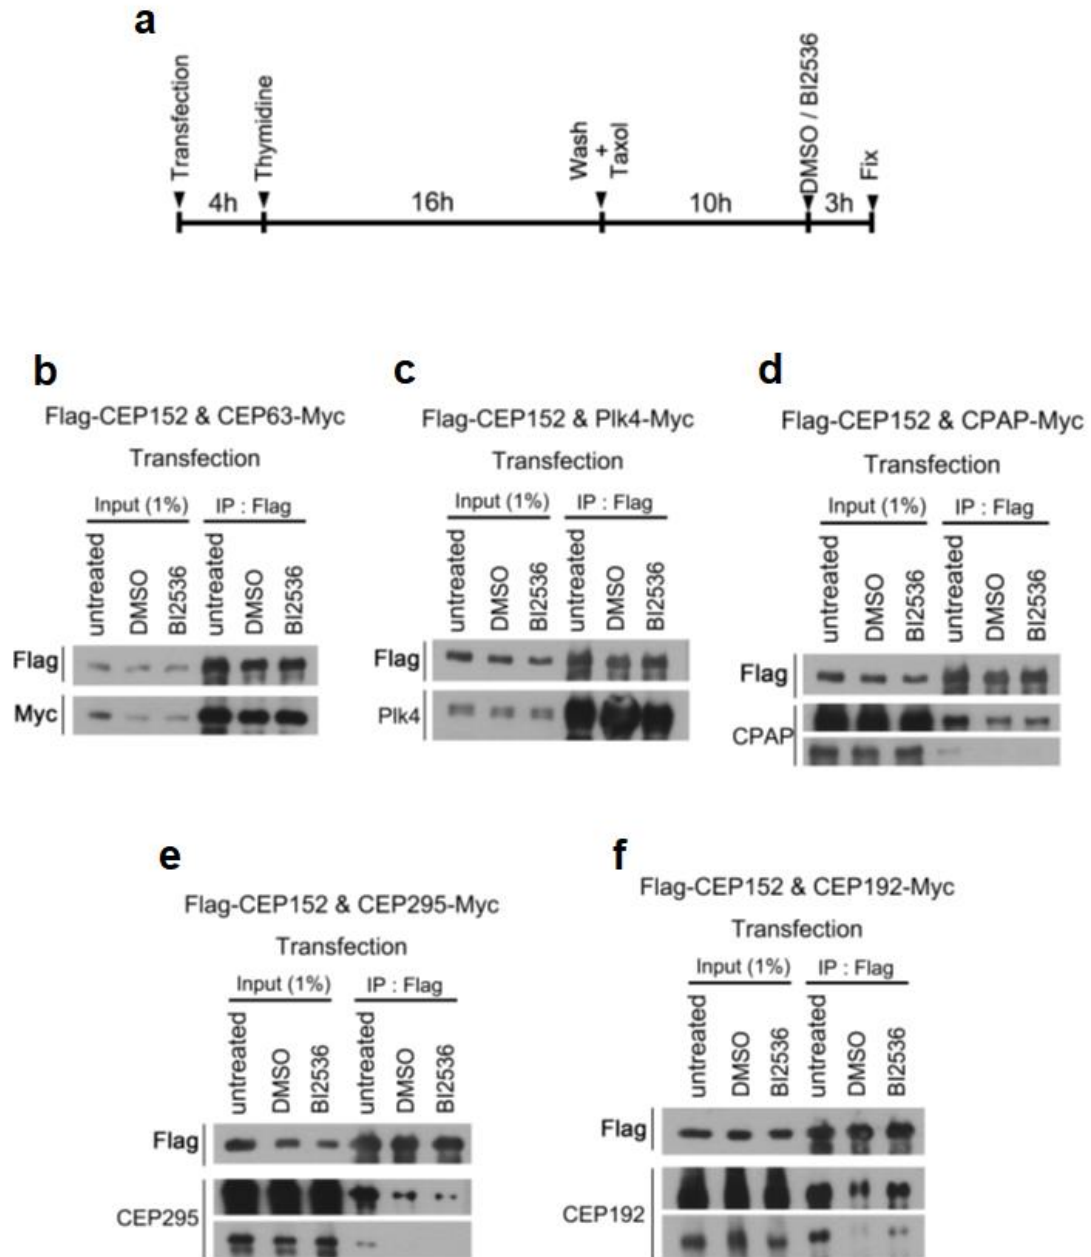 a
Transfection
Thymidine
Wash
+
Taxol
DMSO / BI2536
Fix
4h
16h
10h
3h
b
Flag-CEP152 & CEP63-Myc
Transfection
Input (1%)
IP : Flag
untreated
DMSO
BI2536
untreated
DMSO
BI2536
Flag
Myc
c
Flag-CEP152 & Plk4-Myc
Transfection
Input (1%)
IP : Flag
untreated
DMSO
BI2536
untreated
DMSO
BI2536
Flag
Plk4
d
Flag-CEP152 & CPAP-Myc
Transfection
Input (1%)
IP : Flag
untreated
DMSO
BI2536
untreated
DMSO
BI2536
Flag
CPAP
e
Flag-CEP152 & CEP295-Myc
Transfection
Input (1%)
IP : Flag
untreated
DMSO
BI2536
untreated
DMSO
BI2536
Flag
CEP295
f
Flag-CEP152 & CEP192-Myc
Transfection
Input (1%)
IP : Flag
untreated
DMSO
BI2536
untreated
DMSO
BI2536
Flag
CEP192